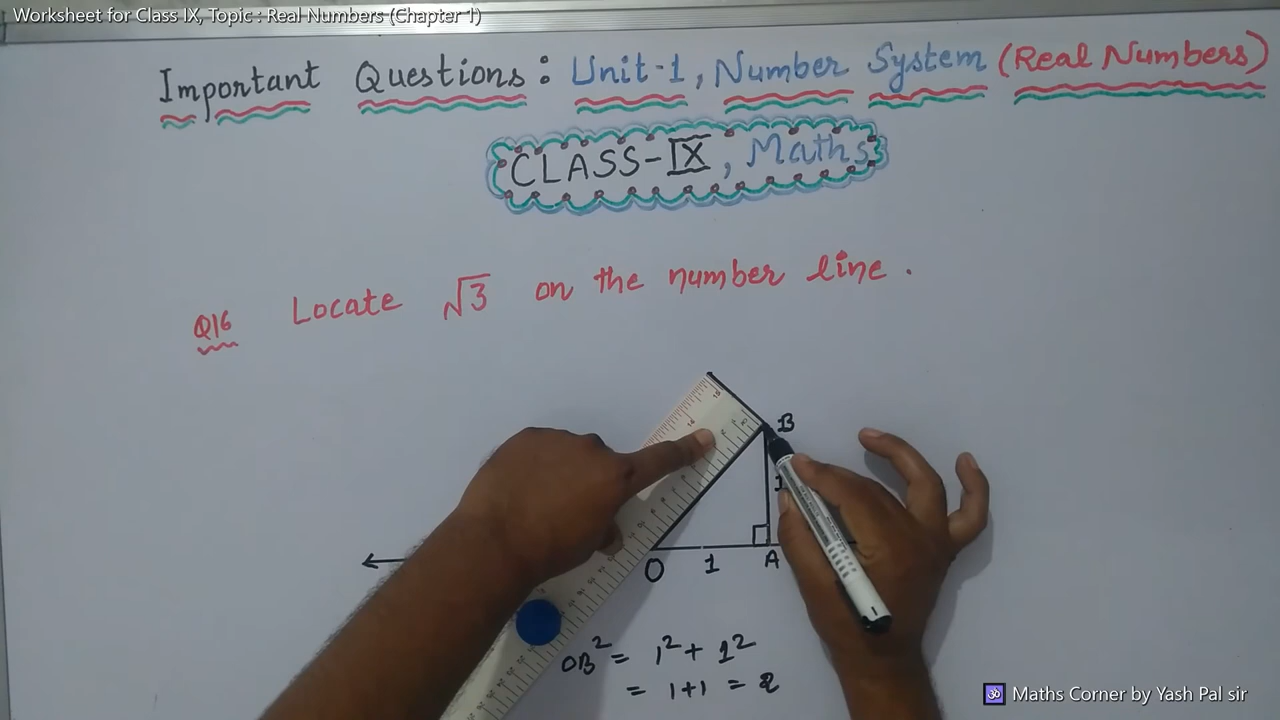 Worksheet for Class IX, Topic : Real Numbers (Chapter 1)
Important Questions : Unit-1, Number System (Real Numbers)
CLASS-IX, Maths
Q16 Locate √3 on the number line.
B
1
O 1 A
OB² = 1² + 1²
= 1+1 = 2
Maths Corner by Yash Pal sir